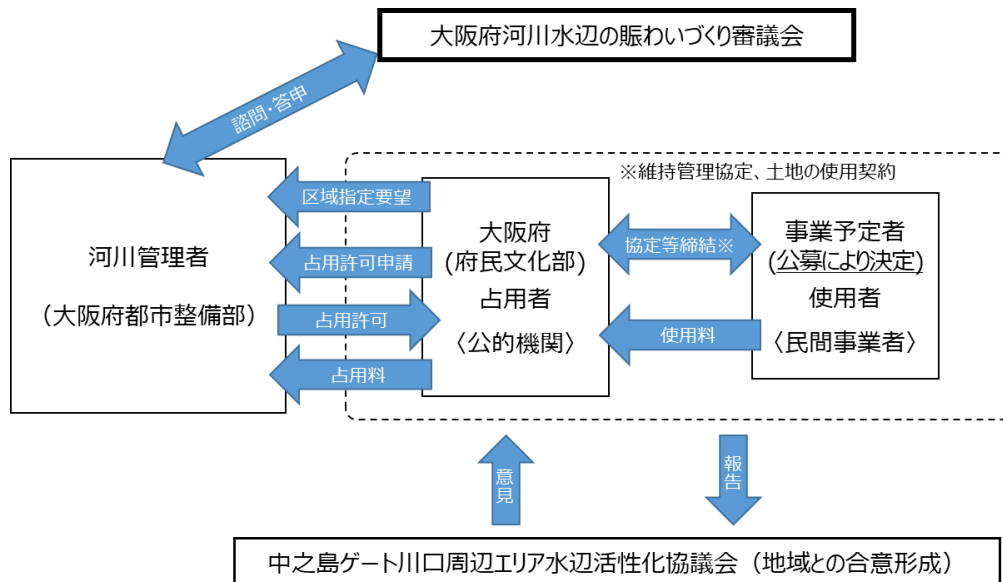 大阪府河川水辺の賑わいづくり審議会
諮問・答申
※維持管理協定、土地の使用契約
河川管理者
（大阪府都市整備部）
区域指定要望
占用許可申請
占用許可
占用料
大阪府
(府民文化部)
占用者
〈公的機関〉
協定等締結※
使用料
事業予定者
(公募により決定)
使用者
〈民間事業者〉
意見
報告
中之島ゲート川口周辺エリア水辺活性化協議会（地域との合意形成）